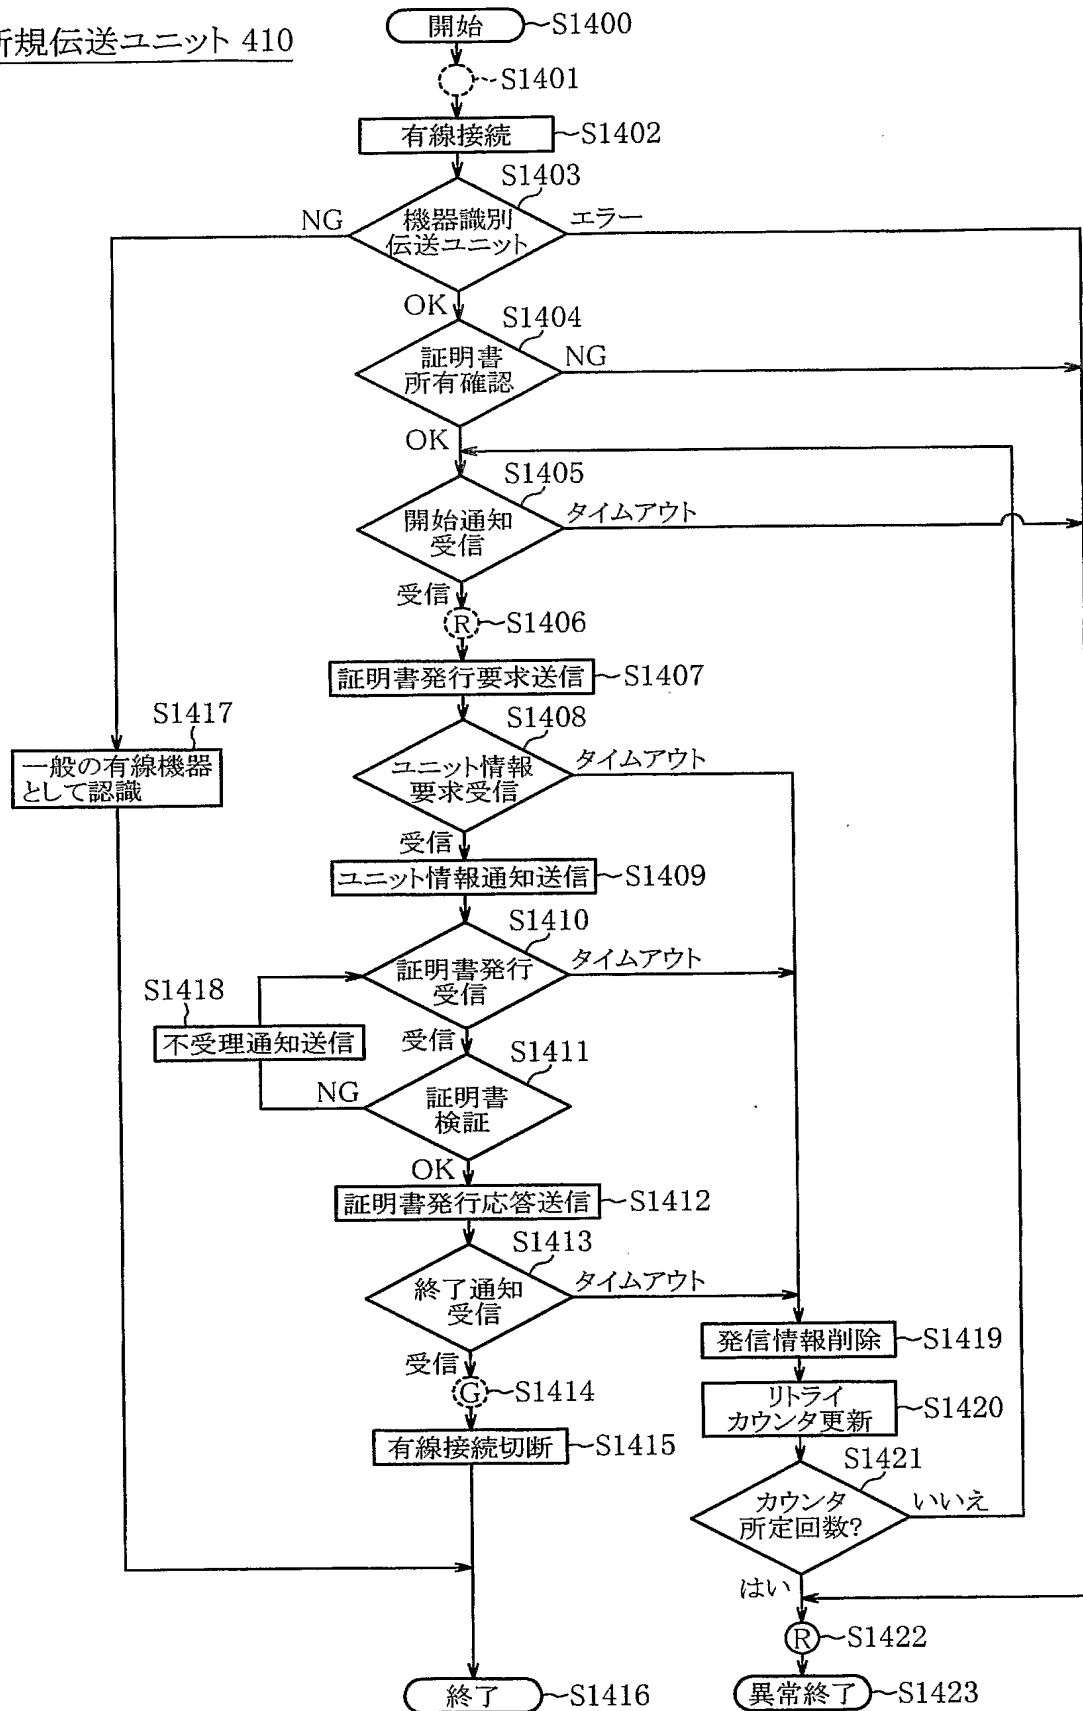 新規伝送ユニット 410
開始
S1400
S1401
有線接続
S1402
S1403
機器識別
伝送ユニット
NG
エラー
OK
S1404
証明書
所有確認
NG
OK
S1405
開始通知
受信
タイムアウト
受信
R
S1406
証明書発行要求送信
S1407
S1408
ユニット情報
要求受信
タイムアウト
S1417
一般の有線機器
として認識
受信
ユニット情報通知送信
S1409
S1410
証明書発行
受信
タイムアウト
S1418
不受理通知送信
受信
S1411
証明書
検証
NG
OK
証明書発行応答送信
S1412
S1413
終了通知
受信
タイムアウト
発信情報削除
S1419
受信
G
S1414
リトライ
カウンタ更新
S1420
有線接続切断
S1415
S1421
カウンタ
所定回数?
いいえ
はい
R
S1422
終了
S1416
異常終了
S1423